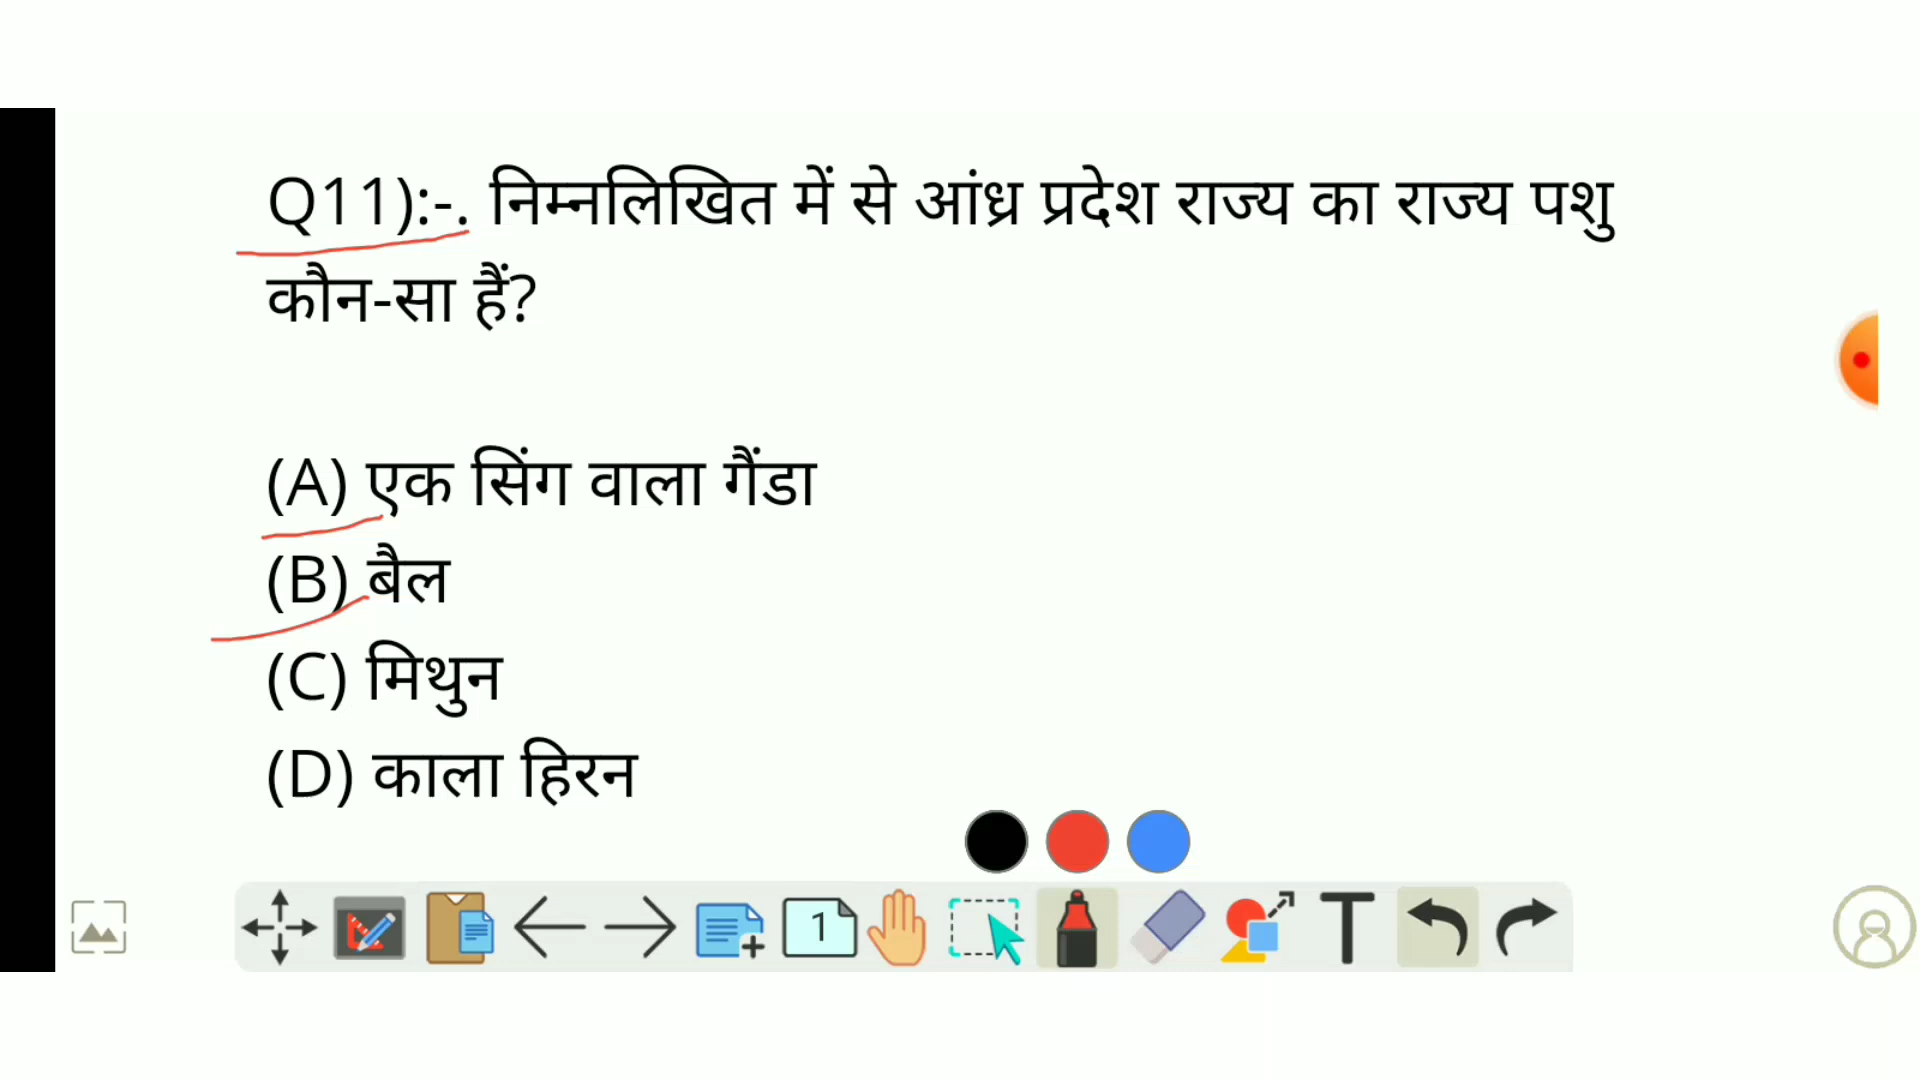 Q11):-. निम्नलिखित में से आंध्र प्रदेश राज्य का राज्य पशु
कौन-सा हैं?
(A) एक सिंग वाला गैंडा
(B) बैल
(C) मिथुन
(D) काला हिरन
1
T